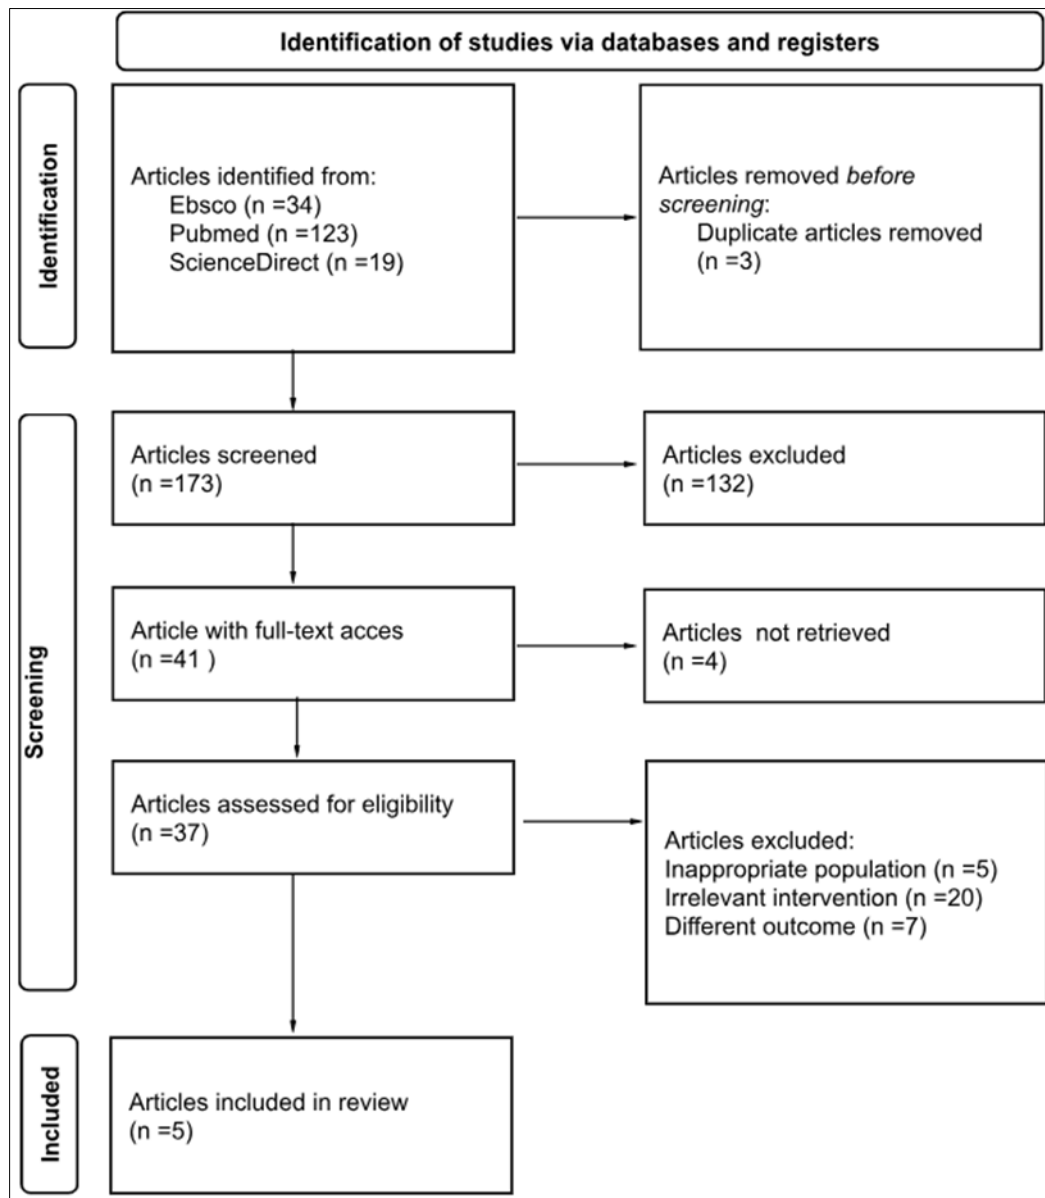 Identification of studies via databases and registers
Identification
Articles identified from:
Ebsco (n =34)
Pubmed (n =123)
ScienceDirect (n =19)
Articles removed before
screening:
Duplicate articles removed
(n =3)
Screening
Articles screened
(n =173)
Articles excluded
(n =132)
Article with full-text acces
(n =41 )
Articles  not retrieved
(n =4)
Articles assessed for eligibility
(n =37)
Articles excluded:
Inappropriate population (n =5)
Irrelevant intervention (n =20)
Different outcome (n =7)
Included
Articles included in review
(n =5)